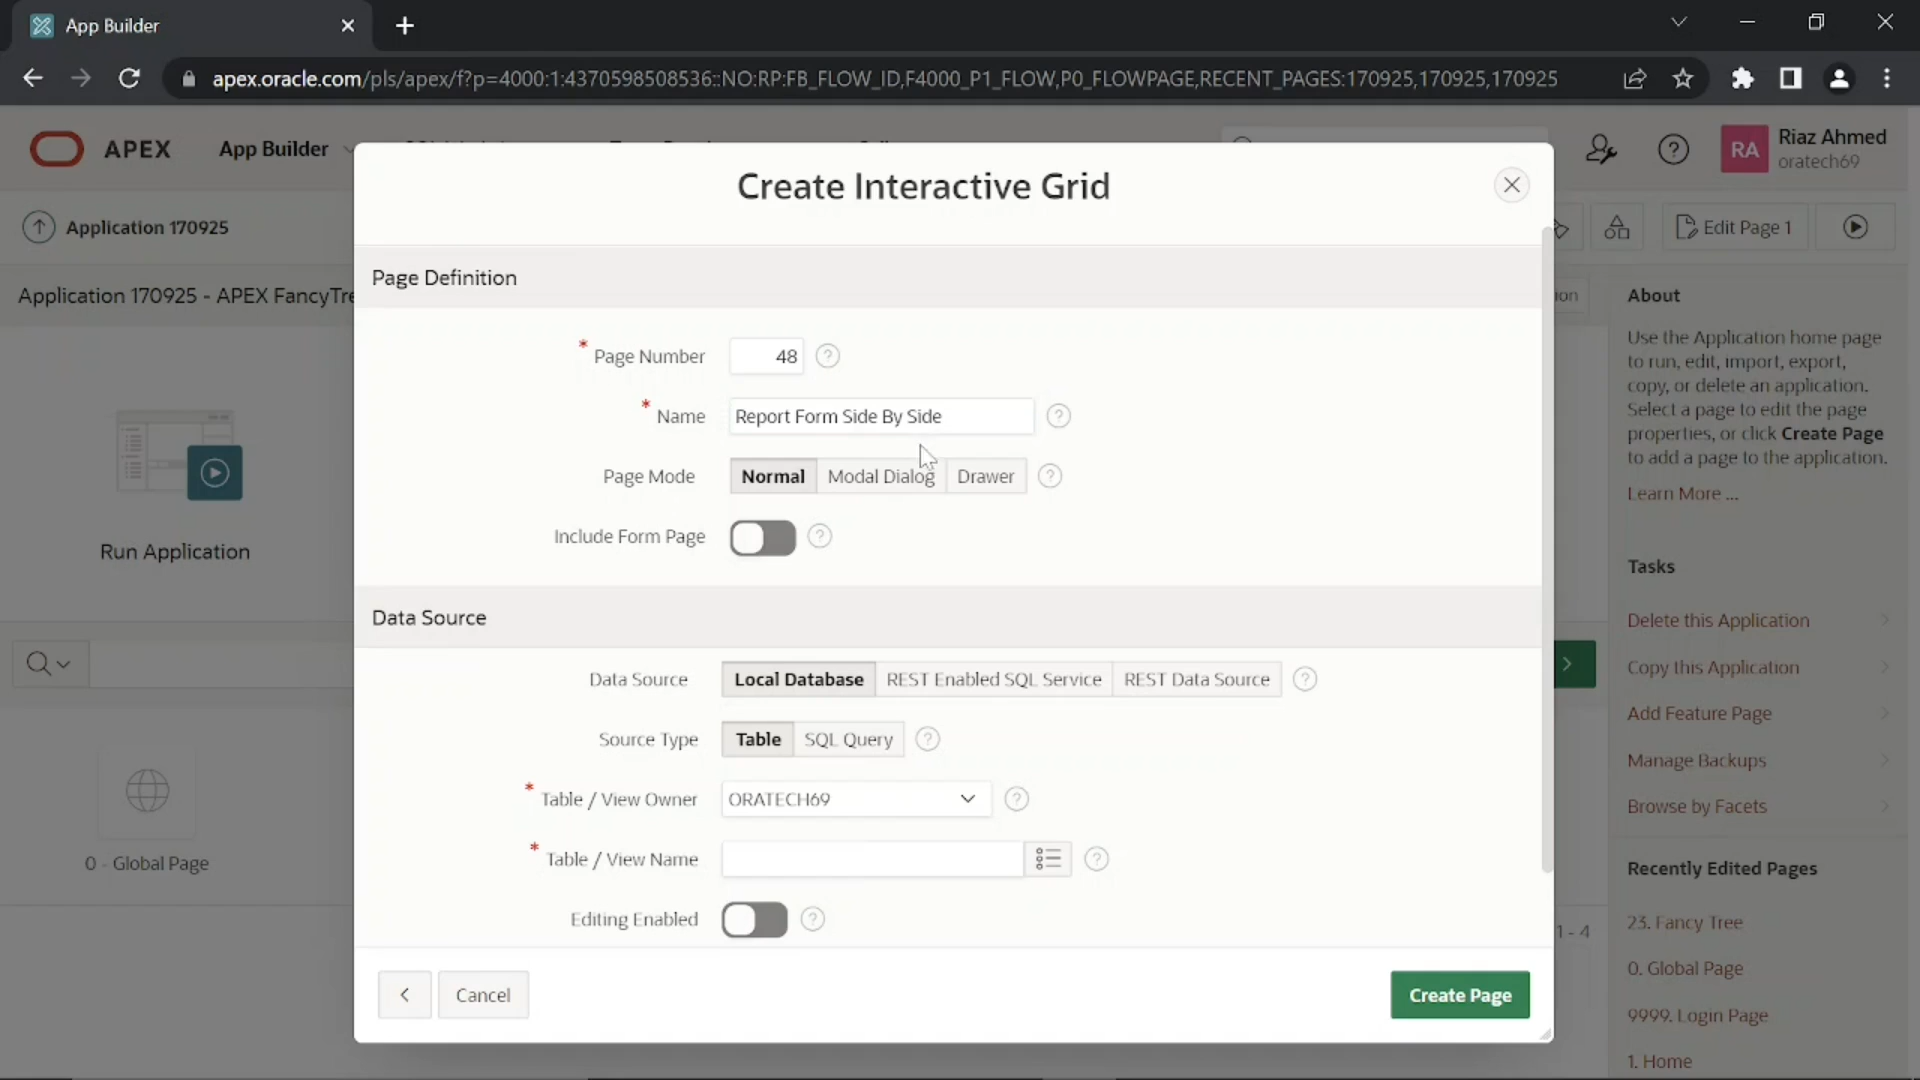 App Builder
apex.oracle.com/pls/apex/f?p=4000:1:4370598508536::NO:RP:FB_FLOW_ID,F4000_P1_FLOW,P0_FLOWPAGE,RECENT_PAGES:170925,170925,170925
APEX
App Builder
RA
Riaz Ahmed
oratech69
Application 170925
Edit Page 1
Application 170925 - APEX FancyTre
Run Application
0 - Global Page
Create Interactive Grid
Page Definition
* Page Number
48
* Name
Report Form Side By Side
Page Mode
Normal
Modal Dialog
Drawer
Include Form Page
Data Source
Data Source
Local Database
REST Enabled SQL Service
REST Data Source
Source Type
Table
SQL Query
* Table / View Owner
ORATECH69
* Table / View Name
Editing Enabled
Cancel
Create Page
1 - 4
About
Use the Application home page
to run, edit, import, export,
copy, or delete an application.
Select a page to edit the page
properties, or click Create Page
to add a page to the application.
Learn More ...
Tasks
Delete this Application
Copy this Application
Add Feature Page
Manage Backups
Browse by Facets
Recently Edited Pages
23. Fancy Tree
0. Global Page
9999. Login Page
1. Home